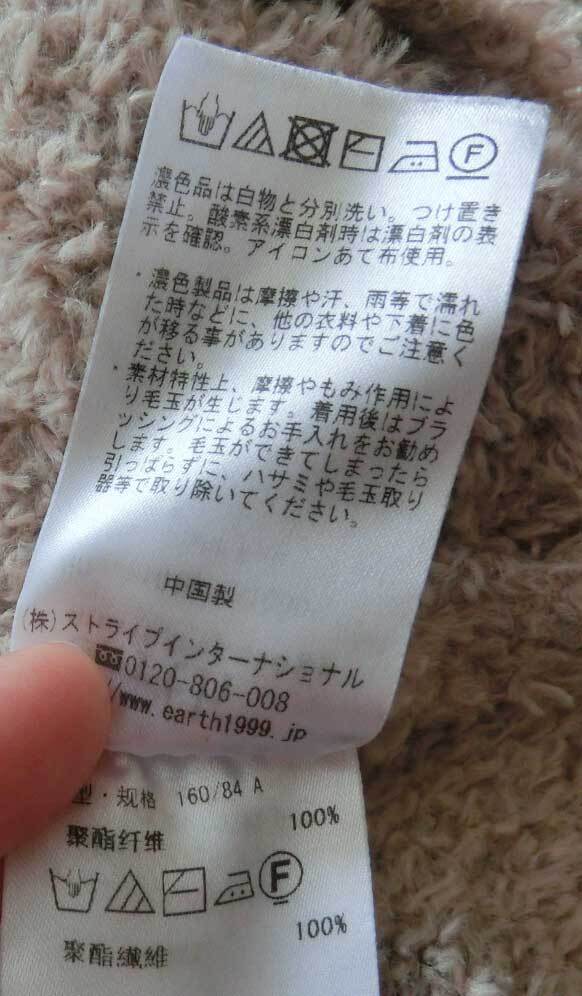 F
濃色品は白物と分別洗い。つけ置き
禁止。酸素系漂白剤時は漂白剤の表
示を確認。アイロンあて布使用。
・濃色製品は摩擦や汗、雨等で濡れ
た時などに、他の衣料や下着に色
が移る事がありますのでご注意く
ださい。
・素材特性上、摩擦やもみ作用によ
り毛玉が生じます。着用後はブラ
ッシングによるお手入れをお勧め
します。毛玉ができてしまったら
引っぱらずに、ハサミや毛玉取り
器等で取り除いてください。
中国製
(株)ストライプインターナショナル
0120-806-008
/www.earth1999.jp
型・规格 160/84 A
100%
聚酯纤维
F
100%
聚酯纖維